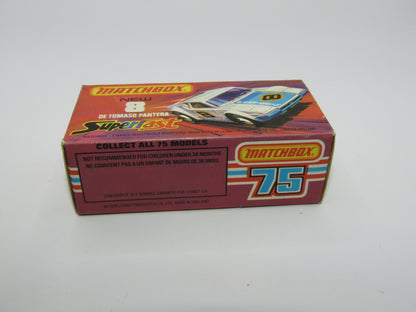 MATCHBOX
NEW
8
DE TOMASO PANTERA
8
Superfast
COLLECT ALL 75 MODELS
NOT RECOMMENDED FOR CHILDREN UNDER 36 MONTHS
NE CONVIENT PAS A UN ENFANT DE MOINS DE 36 MOIS
MATCHBOX
75